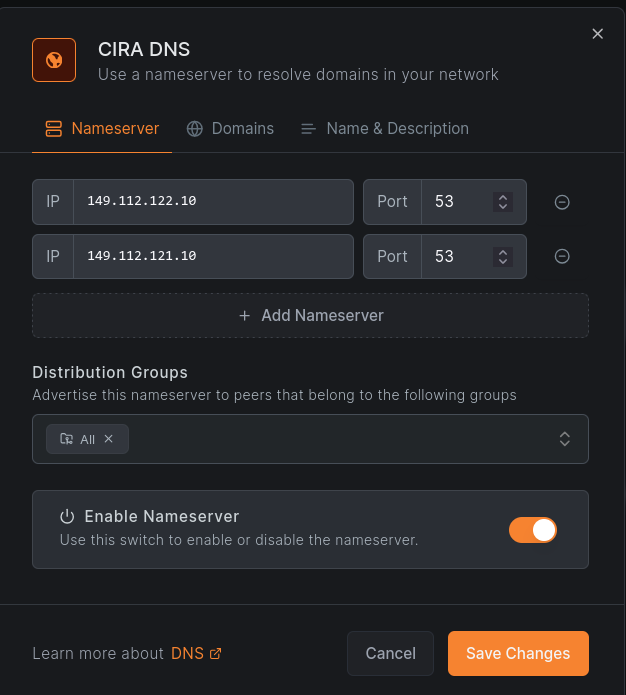 CIRA DNS
Use a nameserver to resolve domains in your network
Nameserver Domains Name & Description
IP 149.112.122.10 Port 53
IP 149.112.121.10 Port 53
+ Add Nameserver
Distribution Groups
Advertise this nameserver to peers that belong to the following groups
All
Enable Nameserver
Use this switch to enable or disable the nameserver.
Learn more about DNS Cancel Save Changes